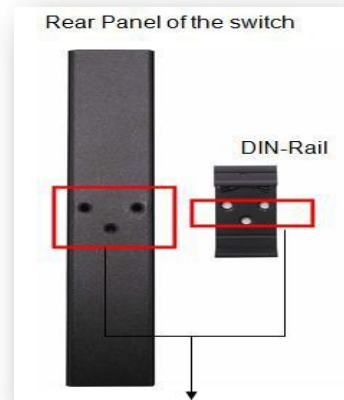 Rear Panel of the switch
DIN-Rail